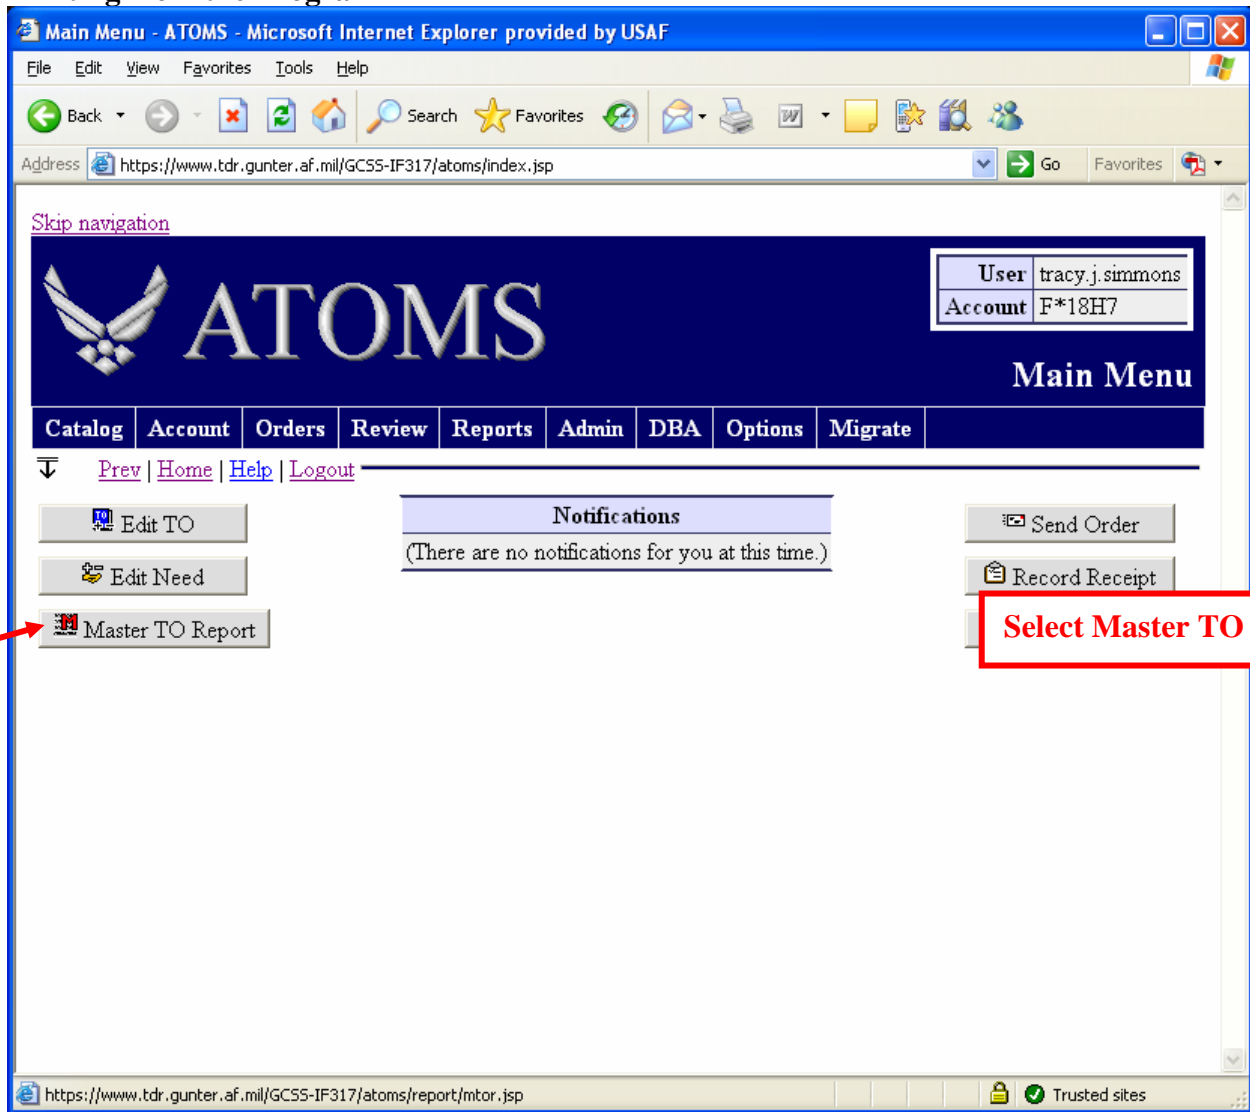 Main Menu - ATOMS - Microsoft Internet Explorer provided by USAF
File Edit View Favorites Tools Help
Back Search Favorites
Address https://www.tdr.gunter.af.mil/GCSS-IF317/atoms/index.jsp Go Favorites
Skip navigation
ATOMS
User tracy.j.simmons
Account F*18H7
Main Menu
Catalog Account Orders Review Reports Admin DBA Options Migrate
Prev | Home | Help | Logout
Edit TO
Edit Need
Master TO Report
Notifications
(There are no notifications for you at this time.)
Send Order
Record Receipt
Select Master TO
https://www.tdr.gunter.af.mil/GCSS-IF317/atoms/report/mtor.jsp Trusted sites